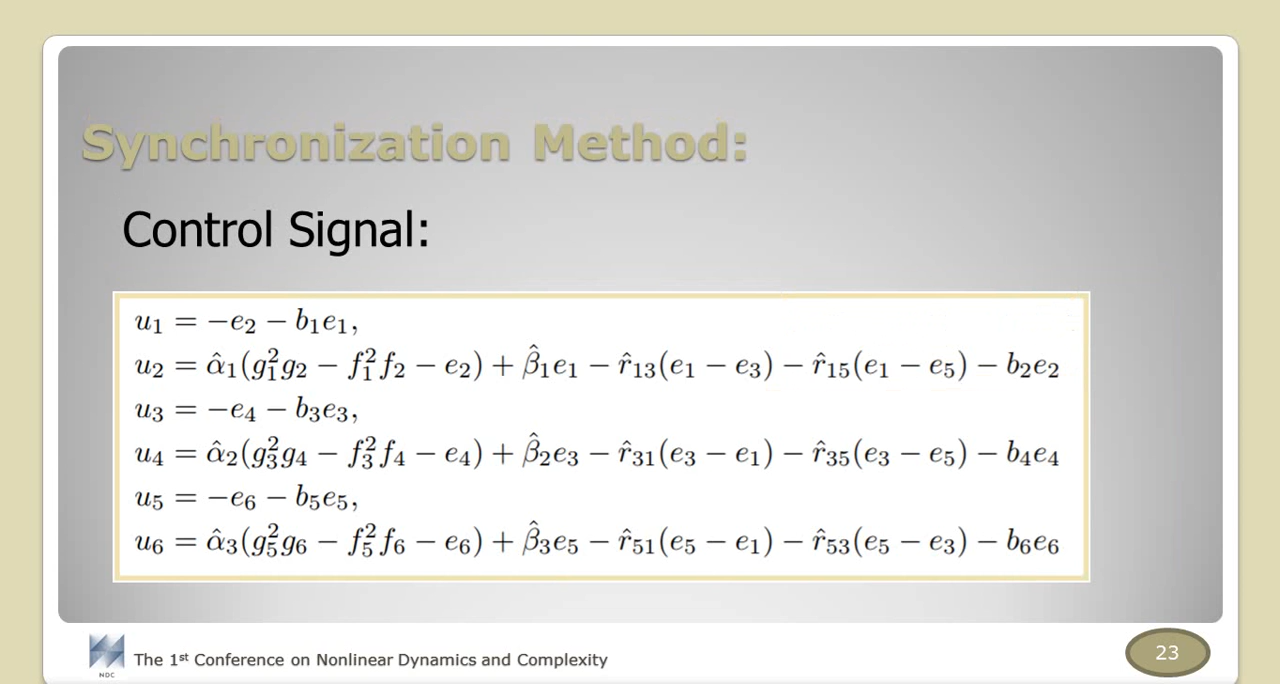 Synchronization Method:
Control Signal:
u₁ = −e₂ − b₁e₁,
u₂ = α̂₁(g₁²g₂ − f₁²f₂ − e₂) + β̂₁e₁ − r̂₁₃(e₁ − e₃) − r̂₁₅(e₁ − e₅) − b₂e₂
u₃ = −e₄ − b₃e₃,
u₄ = α̂₂(g₃²g₄ − f₃²f₄ − e₄) + β̂₂e₃ − r̂₃₁(e₃ − e₁) − r̂₃₅(e₃ − e₅) − b₄e₄
u₅ = −e₆ − b₅e₅,
u₆ = α̂₃(g₅²g₆ − f₅²f₆ − e₆) + β̂₃e₅ − r̂₅₁(e₅ − e₁) − r̂₅₃(e₅ − e₃) − b₆e₆
NDC
The 1st Conference on Nonlinear Dynamics and Complexity
23